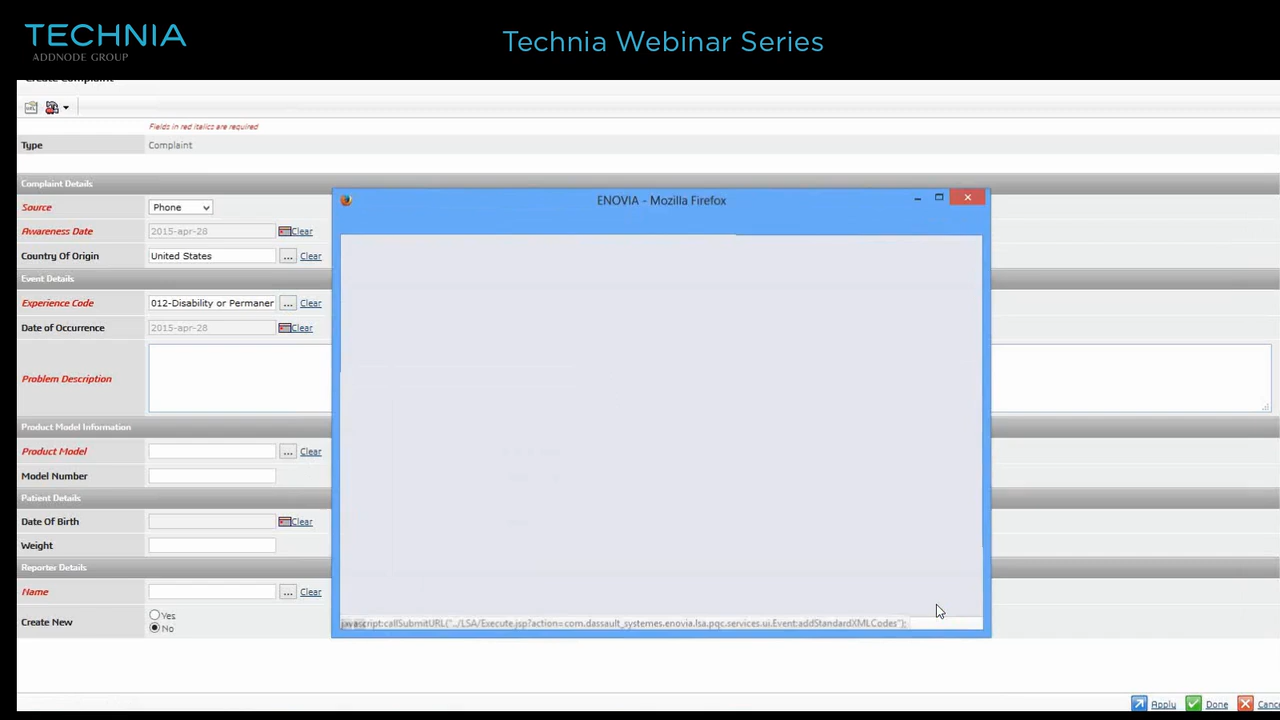 TECHNIA
ADDNODE GROUP
Technia Webinar Series
Create Complaint
Fields in red italics are required
Type Complaint
Complaint Details
Source Phone
Awareness Date 2015-apr-28 Clear
Country Of Origin United States ... Clear
Event Details
Experience Code 012-Disability or Permaner ... Clear
Date of Occurrence 2015-apr-28 Clear
Problem Description
Product Model Information
Product Model ... Clear
Model Number
Patient Details
Date Of Birth Clear
Weight
Reporter Details
Name ... Clear
Create New Yes
No
ENOVIA - Mozilla Firefox
javascript:callSubmitURL("../LSA/Execute.jsp?action=com.dassault_systemes.enovia.lsa.pqc.services.ui.Event:addStandardXMLCodes");
Apply Done Canc